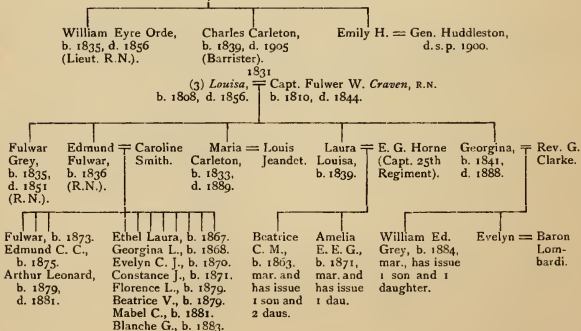 William Eyre Orde,
b. 1835, d. 1856
(Lieut. R.N.).
Charles Carleton,
b. 1839, d. 1905
(Barrister).
Emily H. = Gen. Huddleston,
d.s.p. 1900.
1831
(3) Louisa, = Capt. Fulwer W. Craven, R.N.
b. 1808, d. 1856.
b. 1810, d. 1844.
Fulwar
Grey,
b. 1835,
d. 1851
(R.N.).
Edmund = Caroline
Fulwar, Smith.
b. 1836
(R.N.).
Maria = Louis
Carleton, Jeandet.
b. 1833,
d. 1889.
Laura = E. G. Horne
Louisa, (Capt. 25th
b. 1839. Regiment).
Georgina, = Rev. G.
b. 1841, Clarke.
d. 1888.
Fulwar, b. 1873.
Edmund C. C.,
b. 1875.
Arthur Leonard,
b. 1879,
d. 1881.
Ethel Laura, b. 1867.
Georgina L., b. 1868.
Evelyn C. J., b. 1870.
Constance J., b. 1871.
Florence L., b. 1879.
Beatrice V., b. 1879.
Mabel C., b. 1881.
Blanche G., b. 1883.
Beatrice
C. M.,
b. 1863,
mar. and
has issue
1 son and
2 daus.
Amelia
E. E. G.,
b. 1871,
mar. and
has issue
1 dau.
William Ed.
Grey, b. 1884,
mar., has issue
1 son and 1
daughter.
Evelyn = Baron
Lom-
bardi.